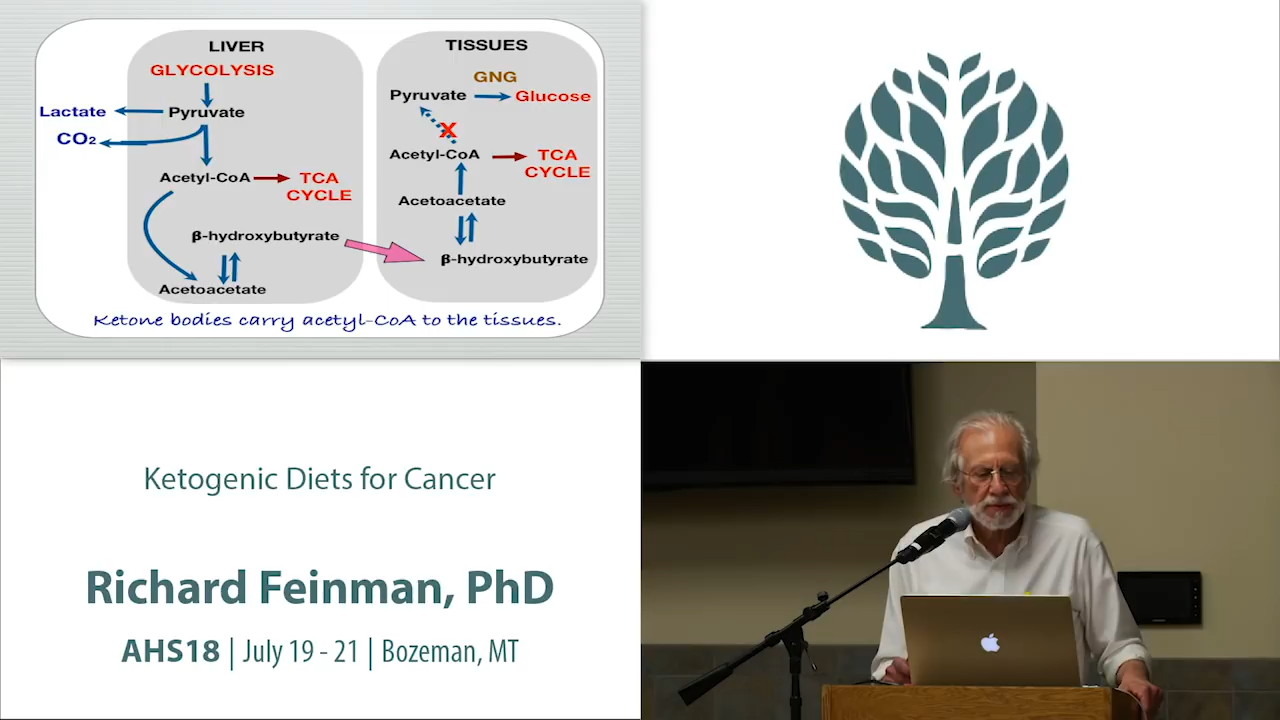 LIVER
GLYCOLYSIS
Lactate
Pyruvate
CO₂
Acetyl-CoA
TCA
CYCLE
β-hydroxybutyrate
Acetoacetate
TISSUES
GNG
Pyruvate
Glucose
X
Acetyl-CoA
TCA
CYCLE
Acetoacetate
β-hydroxybutyrate
Ketone bodies carry acetyl-CoA to the tissues.
Ketogenic Diets for Cancer
Richard Feinman, PhD
AHS18 | July 19 - 21 | Bozeman, MT